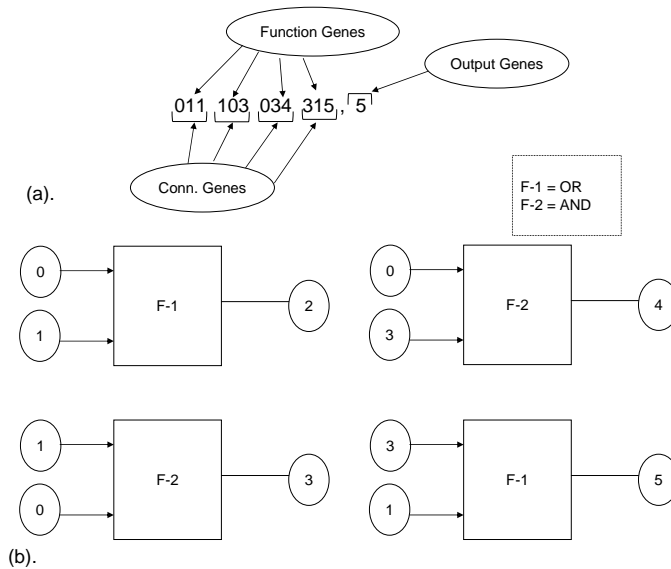 Function Genes
Output Genes
011 103 034 315 , 5
Conn. Genes
(a).
F-1 = OR
F-2 = AND
0
1
F-1
2
0
3
F-2
4
1
0
F-2
3
3
1
F-1
5
(b).